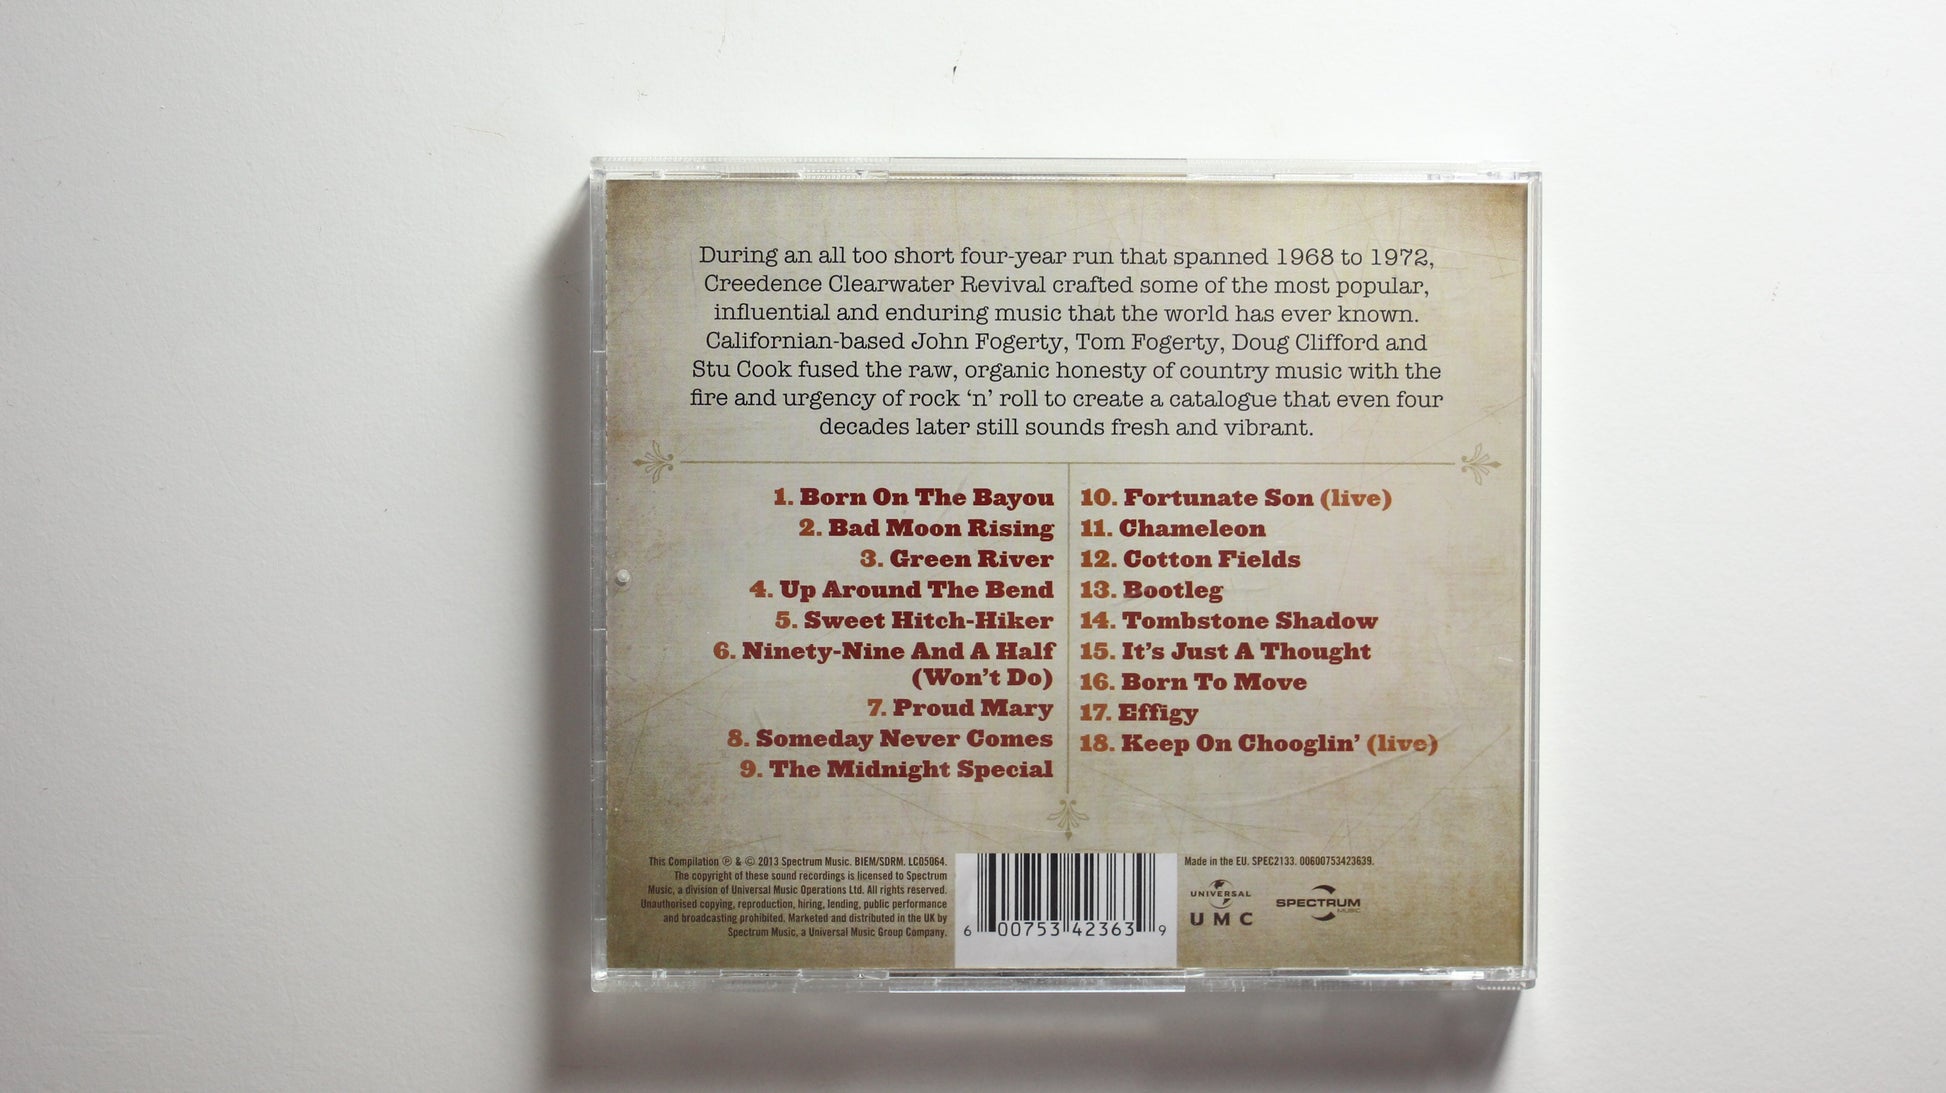 During an all too short four-year run that spanned 1968 to 1972,
Creedence Clearwater Revival crafted some of the most popular,
influential and enduring music that the world has ever known.
Californian-based John Fogerty, Tom Fogerty, Doug Clifford and
Stu Cook fused the raw, organic honesty of country music with the
fire and urgency of rock ‘n’ roll to create a catalogue that even four
decades later still sounds fresh and vibrant.
1. Born On The Bayou
2. Bad Moon Rising
3. Green River
4. Up Around The Bend
5. Sweet Hitch-Hiker
6. Ninety-Nine And A Half
(Won’t Do)
7. Proud Mary
8. Someday Never Comes
9. The Midnight Special
10. Fortunate Son (live)
11. Chameleon
12. Cotton Fields
13. Bootleg
14. Tombstone Shadow
15. It’s Just A Thought
16. Born To Move
17. Effigy
18. Keep On Chooglin’ (live)
This Compilation ℗ & © 2013 Spectrum Music. BIEM/SDRM. LC05064.
The copyright of these sound recordings is licensed to Spectrum
Music, a division of Universal Music Operations Ltd. All rights reserved.
Unauthorised copying, reproduction, hiring, lending, public performance
and broadcasting prohibited. Marketed and distributed in the UK by
Spectrum Music, a Universal Music Group Company.
6 00753 42363 9
Made in the EU. SPEC2133. 00600753423639.
UNIVERSAL
UMC
SPECTRUM
MUSIC